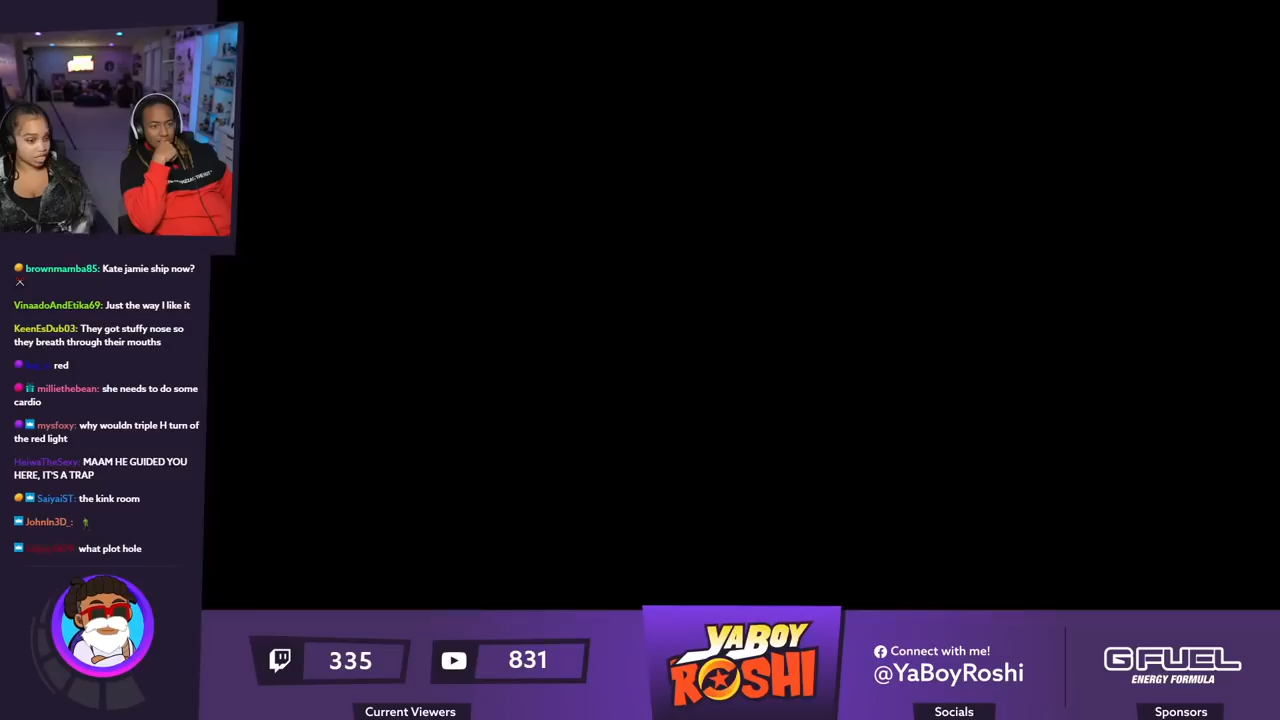 brownmamba85: Kate jamie ship now?
VinaadoAndEtika69: Just the way I like it
KeenEsDub03: They got stuffy nose so
they breath through their mouths
red
milliethebean: she needs to do some
cardio
mysfoxy: why wouldn triple H turn of
the red light
HeiwaTheSexy: MAAM HE GUIDED YOU
HERE, IT'S A TRAP
SaiyaiST: the kink room
JohnIn3D_:
what plot hole
335
831
Current Viewers
YABOY
ROSHI
Connect with me!
@YaBoyRoshi
Socials
G FUEL
ENERGY FORMULA
Sponsors